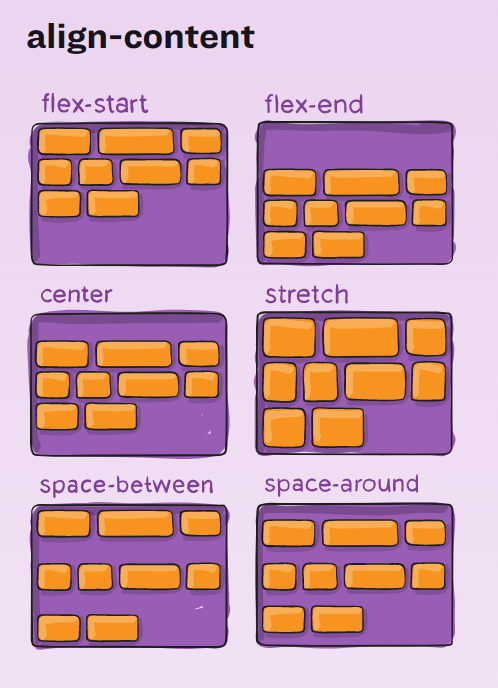 align-content
flex-start
flex-end
center
stretch
space-between
space-around